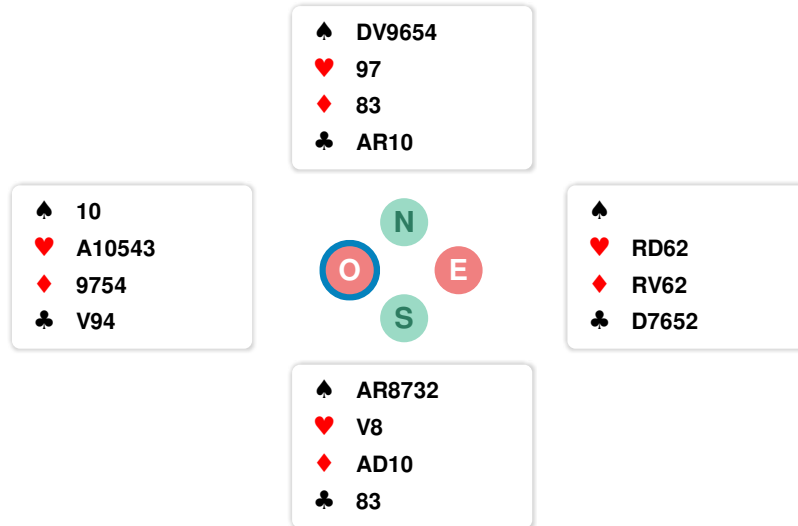 ♠ DV9654
♥ 97
♦ 83
♣ AR10
♠ 10
♥ A10543
♦ 9754
♣ V94
N
O E
S
♠
♥ RD62
♦ RV62
♣ D7652
♠ AR8732
♥ V8
♦ AD10
♣ 83